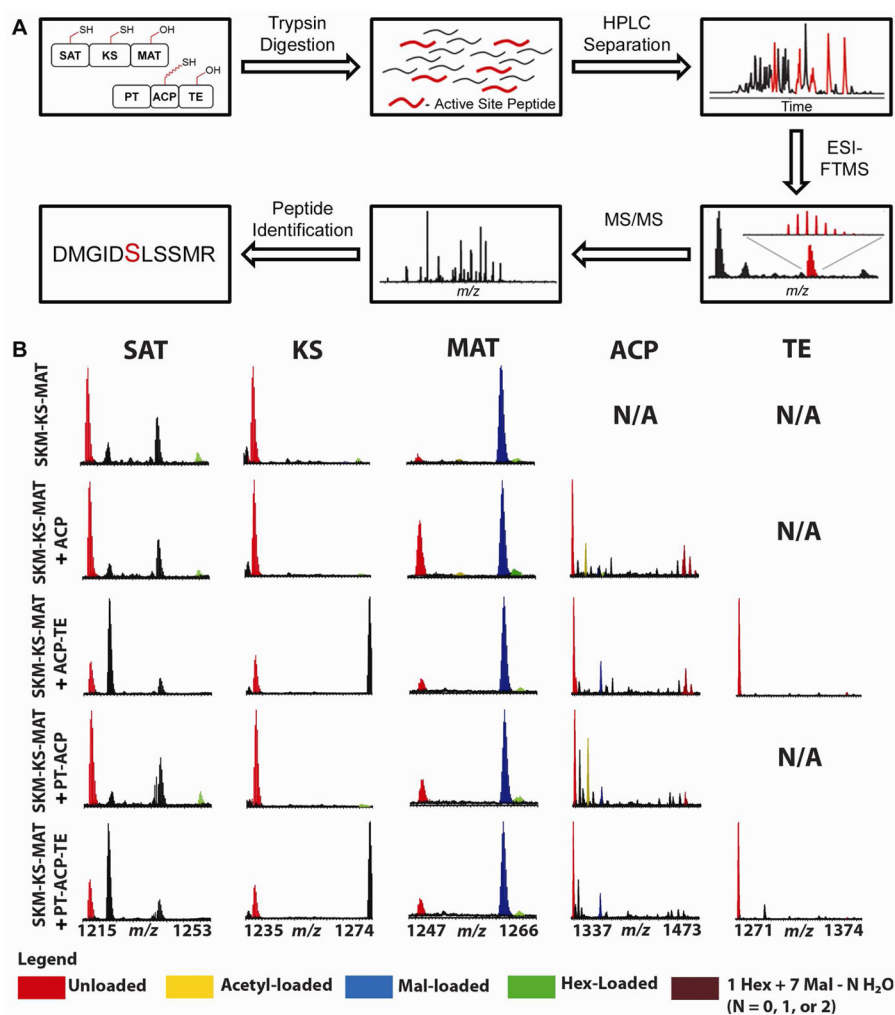 A
SH
SH
OH
SAT
KS
MAT
SH
OH
PT
ACP
TE
Trypsin
Digestion
- Active Site Peptide
HPLC
Separation
Time
ESI-
FTMS
m/z
MS/MS
m/z
Peptide
Identification
DMGIDSLSSMR
B
SAT KS MAT ACP TE
SKM-KS-MAT
N/A
N/A
SKM-KS-MAT
+ ACP
N/A
SKM-KS-MAT
+ ACP-TE
SKM-KS-MAT
+ PT-ACP
N/A
SKM-KS-MAT
+ PT-ACP-TE
1215 m/z 1253
1235 m/z 1274
1247 m/z 1266
1337 m/z 1473
1271 m/z 1374
Legend
Unloaded
Acetyl-loaded
Mal-loaded
Hex-Loaded
1 Hex + 7 Mal - N H₂O
(N = 0, 1, or 2)